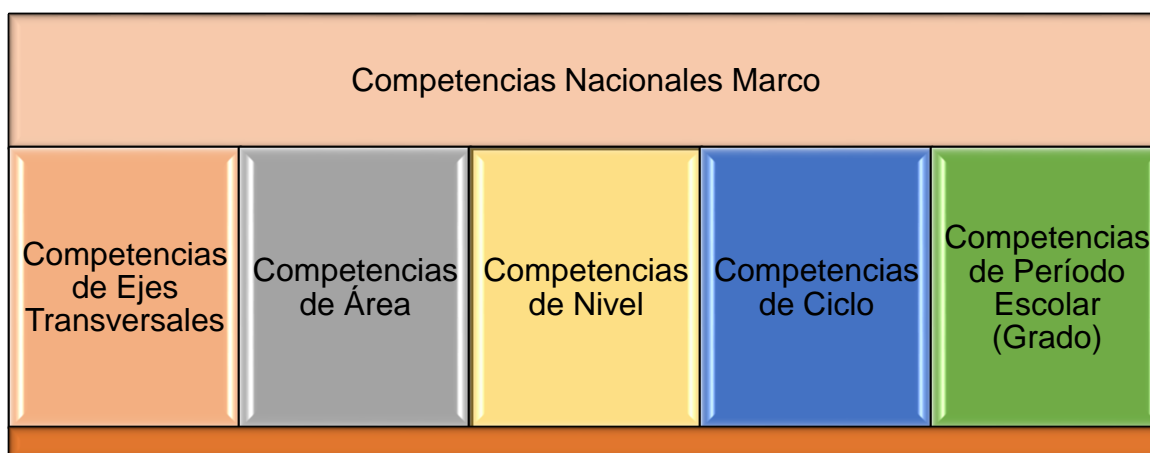 Competencias Nacionales Marco
Competencias
de Ejes
Transversales
Competencias
de Área
Competencias
de Nivel
Competencias
de Ciclo
Competencias
de Período
Escolar
(Grado)